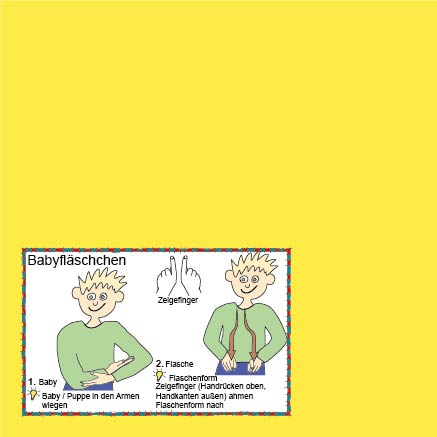 Babyfläschchen
Zeigefinger
1. Baby
Baby / Puppe in den Armen
wiegen
2. Flasche
Flaschenform
Zeigefinger (Handrücken oben,
Handkanten außen) ahmen
Flaschenform nach